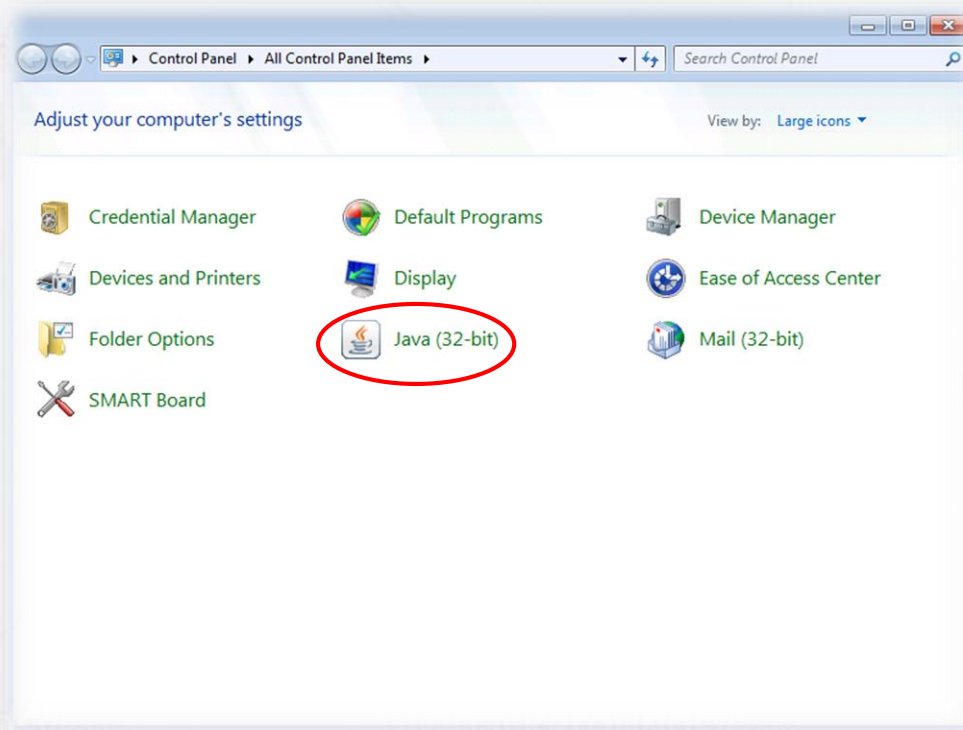 Control Panel All Control Panel Items Search Control Panel
Adjust your computer's settings View by: Large icons
Credential Manager Default Programs Device Manager
Devices and Printers Display Ease of Access Center
Folder Options Java (32-bit) Mail (32-bit)
SMART Board